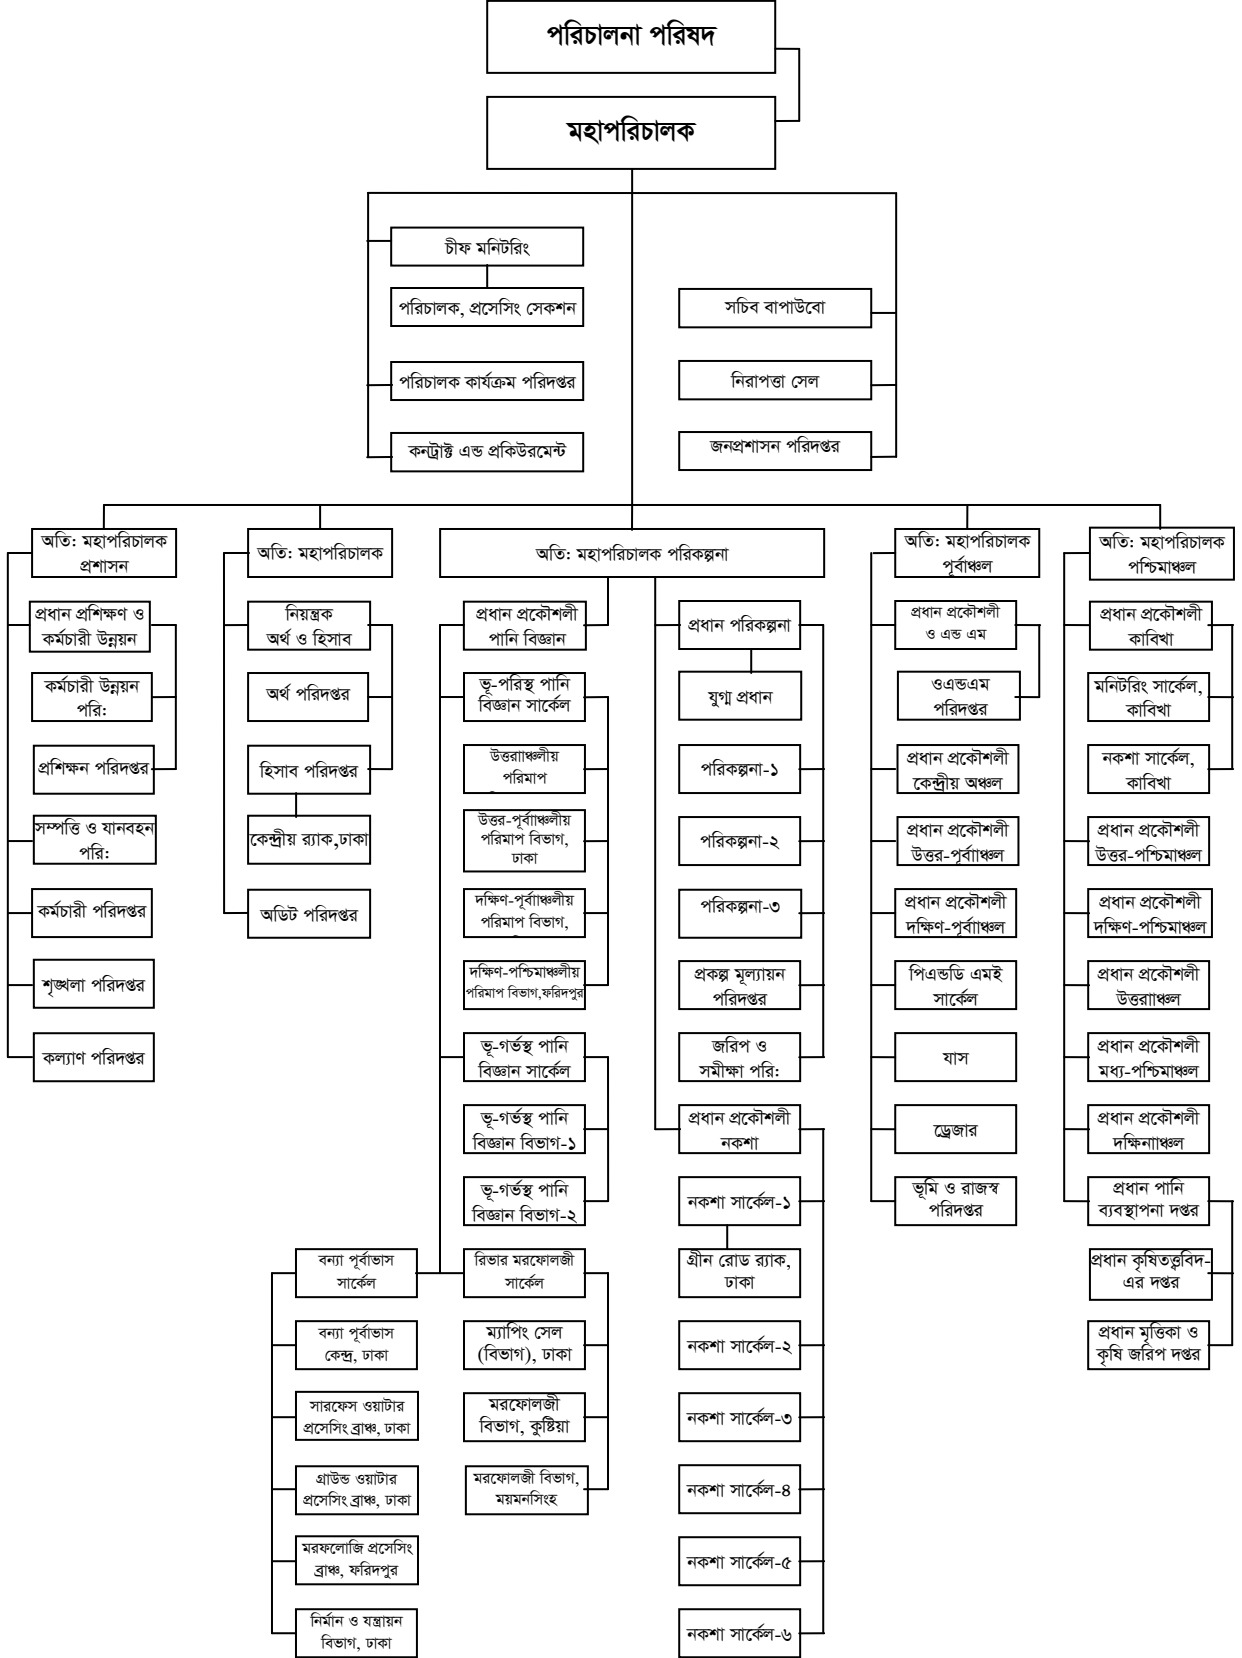 পরিচালনা পরিষদ
মহাপরিচালক
চীফ মনিটরিং
পরিচালক, প্রসেসিং সেকশন
পরিচালক কার্যক্রম পরিদপ্তর
কনট্রাক্ট এন্ড প্রকিউরমেন্ট
সচিব বাপাউবো
নিরাপত্তা সেল
জনপ্রশাসন পরিদপ্তর
অতি: মহাপরিচালক
প্রশাসন
প্রধান প্রশিক্ষণ ও
কর্মচারী উন্নয়ন
কর্মচারী উন্নয়ন
পরি:
প্রশিক্ষন পরিদপ্তর
সম্পত্তি ও যানবহন
পরি:
কর্মচারী পরিদপ্তর
শৃঙ্খলা পরিদপ্তর
কল্যাণ পরিদপ্তর
অতি: মহাপরিচালক
নিয়ন্ত্রক
অর্থ ও হিসাব
অর্থ পরিদপ্তর
হিসাব পরিদপ্তর
কেন্দ্রীয় র‍্যাক,ঢাকা
অডিট পরিদপ্তর
অতি: মহাপরিচালক পরিকল্পনা
প্রধান প্রকৌশলী
পানি বিজ্ঞান
ভূ-পরিস্থ পানি
বিজ্ঞান সার্কেল
উত্তরাাঞ্চলীয়
পরিমাপ
উত্তর-পূর্বাাঞ্চলীয়
পরিমাপ বিভাগ,
ঢাকা
দক্ষিণ-পূর্বাাঞ্চলীয়
পরিমাপ বিভাগ,
দক্ষিণ-পশ্চিমাঞ্চলীয়
পরিমাপ বিভাগ,ফরিদপুর
ভূ-গর্ভস্থ পানি
বিজ্ঞান সার্কেল
ভূ-গর্ভস্থ পানি
বিজ্ঞান বিভাগ-১
ভূ-গর্ভস্থ পানি
বিজ্ঞান বিভাগ-২
রিভার মরফোলজী
সার্কেল
ম্যাপিং সেল
(বিভাগ), ঢাকা
মরফোলজী
বিভাগ, কুষ্টিয়া
মরফোলজী বিভাগ,
ময়মনসিংহ
বন্যা পূর্বাভাস
সার্কেল
বন্যা পূর্বাভাস
কেন্দ্র, ঢাকা
সারফেস ওয়াটার
প্রসেসিং ব্রাঞ্চ, ঢাকা
গ্রাউন্ড ওয়াটার
প্রসেসিং ব্রাঞ্চ, ঢাকা
মরফলোজি প্রসেসিং
ব্রাঞ্চ, ফরিদপুর
নির্মান ও যন্ত্রায়ন
বিভাগ, ঢাকা
প্রধান পরিকল্পনা
যুগ্ম প্রধান
পরিকল্পনা-১
পরিকল্পনা-২
পরিকল্পনা-৩
প্রকল্প মূল্যায়ন
পরিদপ্তর
জরিপ ও
সমীক্ষা পরি:
প্রধান প্রকৌশলী
নকশা
নকশা সার্কেল-১
গ্রীন রোড র‍্যাক,
ঢাকা
নকশা সার্কেল-২
নকশা সার্কেল-৩
নকশা সার্কেল-৪
নকশা সার্কেল-৫
নকশা সার্কেল-৬
অতি: মহাপরিচালক
পূর্বাঞ্চল
প্রধান প্রকৌশলী
ও এন্ড এম
ওএন্ডএম
পরিদপ্তর
প্রধান প্রকৌশলী
কেন্দ্রীয় অঞ্চল
প্রধান প্রকৌশলী
উত্তর-পূর্বাাঞ্চল
প্রধান প্রকৌশলী
দক্ষিণ-পূর্বাাঞ্চল
পিএন্ডডি এমই
সার্কেল
যাস
ড্রেজার
ভূমি ও রাজস্ব
পরিদপ্তর
অতি: মহাপরিচালক
পশ্চিমাঞ্চল
প্রধান প্রকৌশলী
কাবিখা
মনিটরিং সার্কেল,
কাবিখা
নকশা সার্কেল,
কাবিখা
প্রধান প্রকৌশলী
উত্তর-পশ্চিমাঞ্চল
প্রধান প্রকৌশলী
দক্ষিণ-পশ্চিমাঞ্চল
প্রধান প্রকৌশলী
উত্তরাাঞ্চল
প্রধান প্রকৌশলী
মধ্য-পশ্চিমাঞ্চল
প্রধান প্রকৌশলী
দক্ষিনাাঞ্চল
প্রধান পানি
ব্যবস্থাপনা দপ্তর
প্রধান কৃষিতত্ত্ববিদ-
এর দপ্তর
প্রধান মৃত্তিকা ও
কৃষি জরিপ দপ্তর